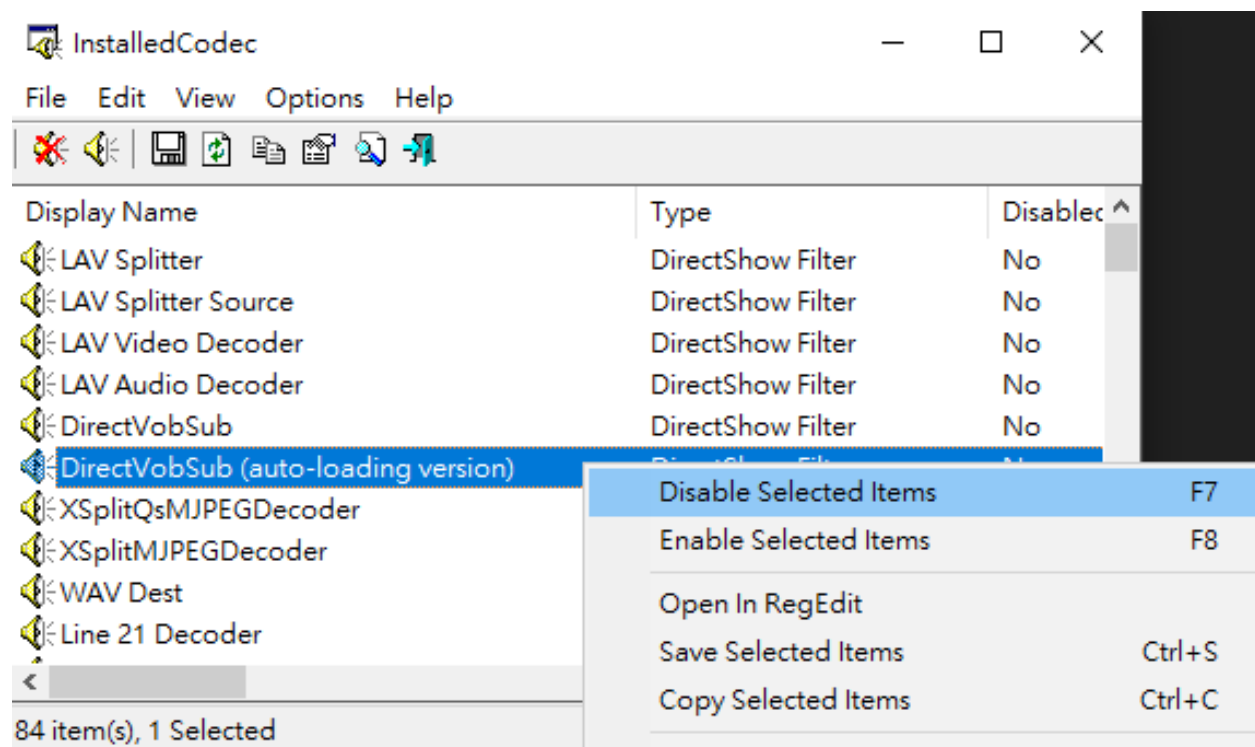 InstalledCodec
File Edit View Options Help
Display Name Type Disabled
LAV Splitter DirectShow Filter No
LAV Splitter Source DirectShow Filter No
LAV Video Decoder DirectShow Filter No
LAV Audio Decoder DirectShow Filter No
DirectVobSub DirectShow Filter No
DirectVobSub (auto-loading version)
Disable Selected Items F7
XSplitQsMJPEGDecoder
Enable Selected Items F8
XSplitMJPEGDecoder
WAV Dest
Open In RegEdit
Line 21 Decoder
Save Selected Items Ctrl+S
Copy Selected Items Ctrl+C
84 item(s), 1 Selected